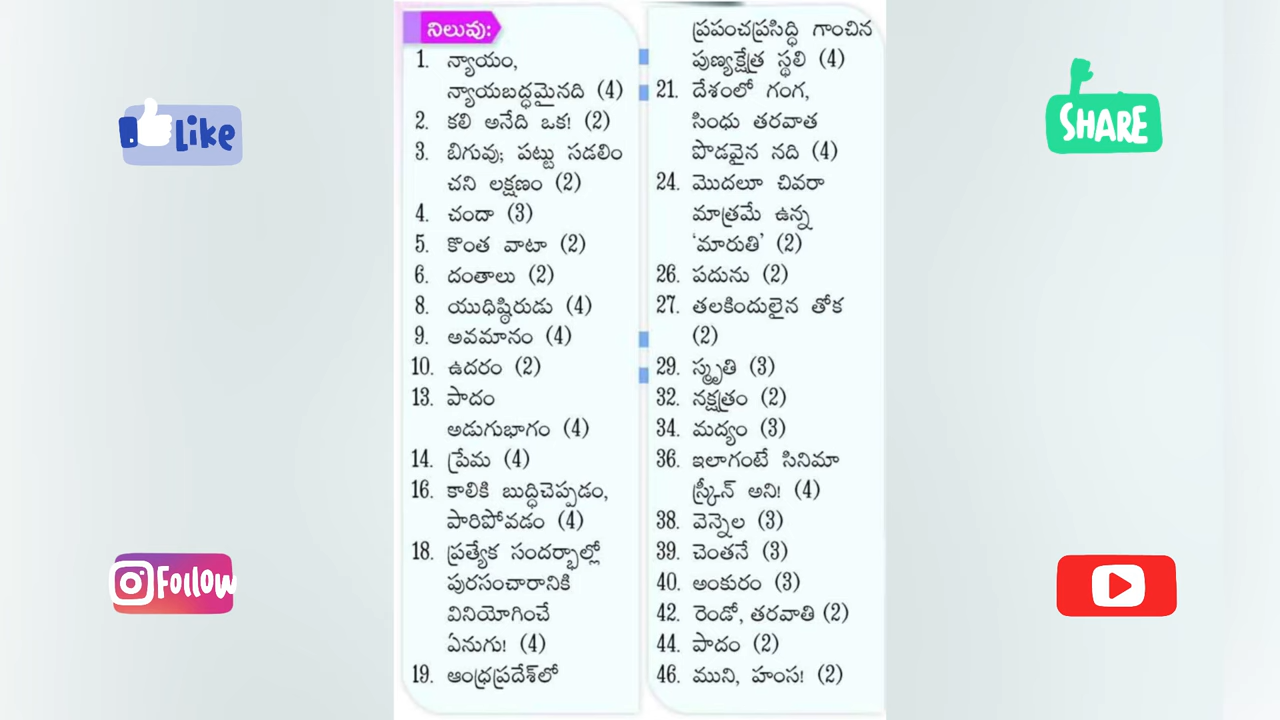 Like
Follow
నిలువు:
1. న్యాయం,
న్యాయబద్ధమైనది (4)
2. కలి అనేది ఒక! (2)
3. బిగువు; పట్టు సడలిం
చని లక్షణం (2)
4. చందా (3)
5. కొంత వాటా (2)
6. దంతాలు (2)
8. యుధిష్ఠిరుడు (4)
9. అవమానం (4)
10. ఉదరం (2)
13. పాదం
అడుగుభాగం (4)
14. ప్రేమ (4)
16. కాలికి బుద్ధిచెప్పడం,
పారిపోవడం (4)
18. ప్రత్యేక సందర్భాల్లో
పురసంచారానికి
వినియోగించే
ఏనుగు! (4)
19. ఆంధ్రప్రదేశ్‌లో
ప్రపంచప్రసిద్ధి గాంచిన
పుణ్యక్షేత్ర స్థలి (4)
21. దేశంలో గంగ,
సింధు తరవాత
పొడవైన నది (4)
24. మొదలూ చివరా
మాత్రమే ఉన్న
'మారుతి' (2)
26. పదును (2)
27. తలకిందులైన తోక
(2)
29. స్మృతి (3)
32. నక్షత్రం (2)
34. మద్యం (3)
36. ఇలాగంటే సినిమా
స్క్రీన్ అని! (4)
38. వెన్నెల (3)
39. చెంతనే (3)
40. అంకురం (3)
42. రెండో, తరవాతి (2)
44. పాదం (2)
46. ముని, హంస! (2)
SHARE